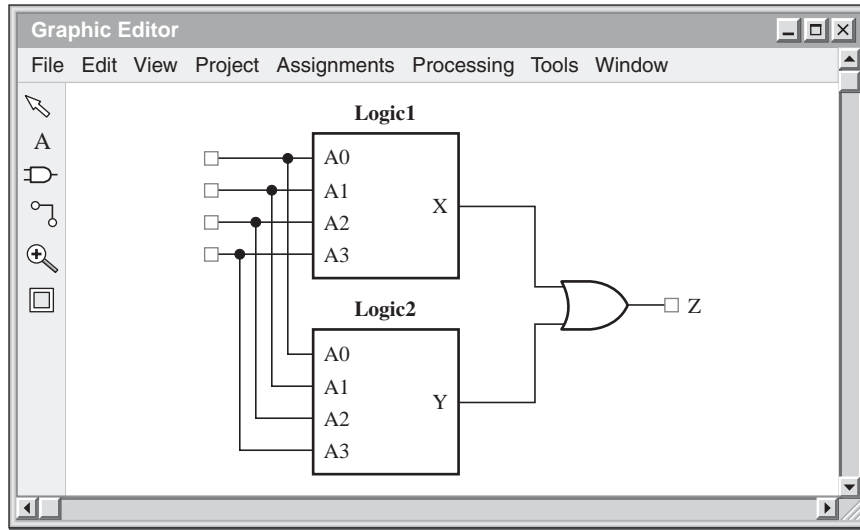 Graphic Editor
File Edit View Project Assignments Processing Tools Window
A
Logic1
A0
A1
X
A2
A3
Logic2
Z
A0
A1
Y
A2
A3